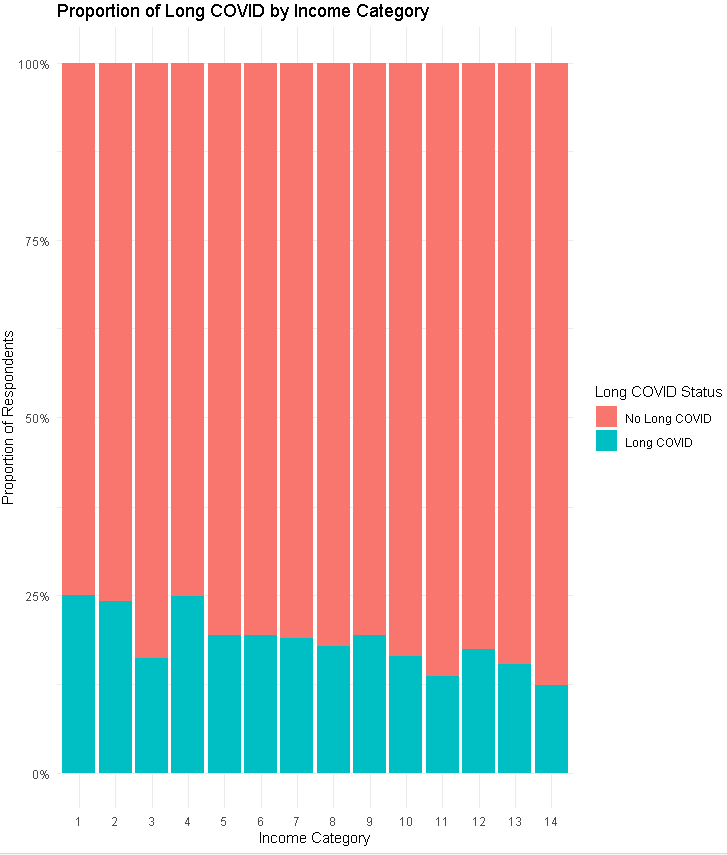 Proportion of Long COVID by Income Category
100%
75%
50%
25%
0%
Proportion of Respondents
1 2 3 4 5 6 7 8 9 10 11 12 13 14
Income Category
Long COVID Status
No Long COVID
Long COVID